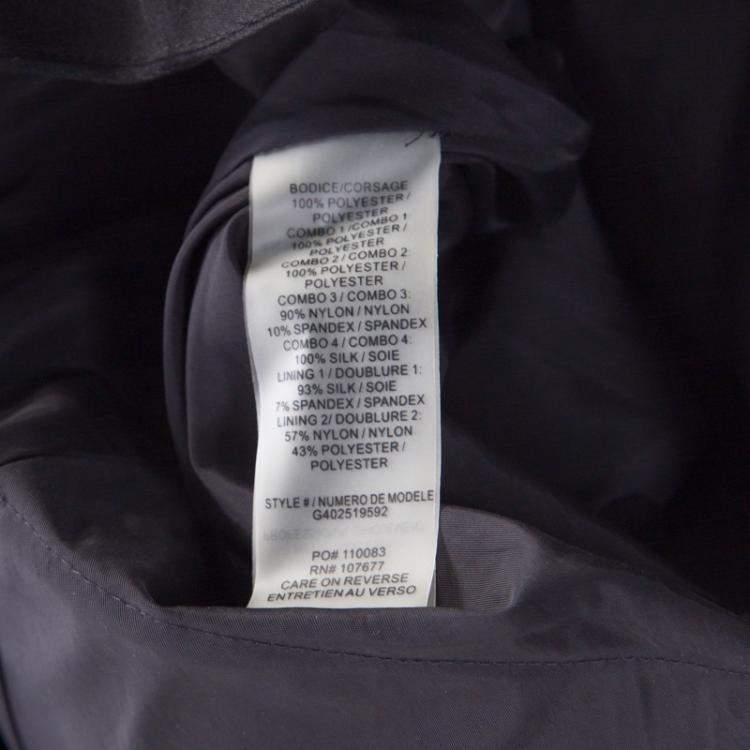 BODICE/CORSAGE
100% POLYESTER /
POLYESTER
COMBO 1 / COMBO 1
100% POLYESTER /
POLYESTER
COMBO 2 / COMBO 2:
100% POLYESTER /
POLYESTER
COMBO 3 / COMBO 3:
90% NYLON / NYLON
10% SPANDEX / SPANDEX
COMBO 4 / COMBO 4:
100% SILK / SOIE
LINING 1 / DOUBLURE 1:
93% SILK / SOIE
7% SPANDEX / SPANDEX
LINING 2/ DOUBLURE 2:
57% NYLON / NYLON
43% POLYESTER /
POLYESTER
STYLE # / NUMERO DE MODELE
G402519592
PO# 110083
RN# 107677
CARE ON REVERSE
ENTRETIEN AU VERSO